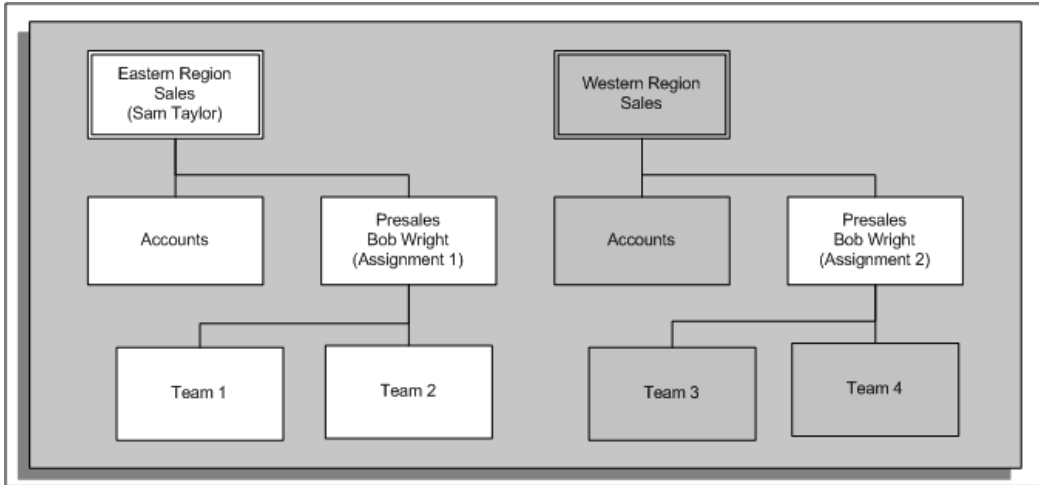 Eastern Region
Sales
(Sam Taylor)
Western Region
Sales
Accounts
Presales
Bob Wright
(Assignment 1)
Accounts
Presales
Bob Wright
(Assignment 2)
Team 1
Team 2
Team 3
Team 4